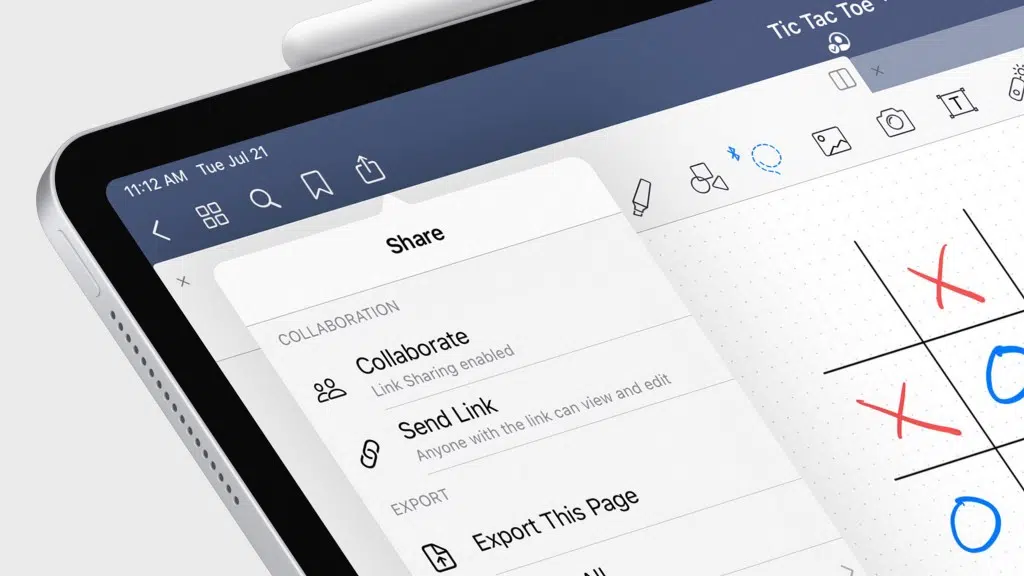 Tic Tac Toe
11:12 AM Tue Jul 21
T
Share
COLLABORATION
Collaborate
Link Sharing enabled
Send Link
Anyone with the link can view and edit
EXPORT
Export This Page
X
X
O
O